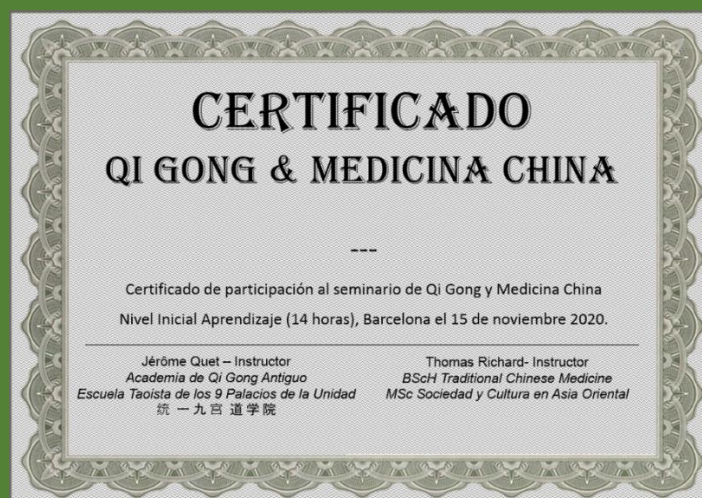 CERTIFICADO
QI GONG & MEDICINA CHINA
---
Certificado de participación al seminario de Qi Gong y Medicina China
Nivel Inicial Aprendizaje (14 horas), Barcelona el 15 de noviembre 2020.
Jérôme Quet – Instructor
Academia de Qi Gong Antiguo
Escuela Taoista de los 9 Palacios de la Unidad
统 一 九 宫 道 学 院
Thomas Richard- Instructor
BScH Traditional Chinese Medicine
MSc Sociedad y Cultura en Asia Oriental